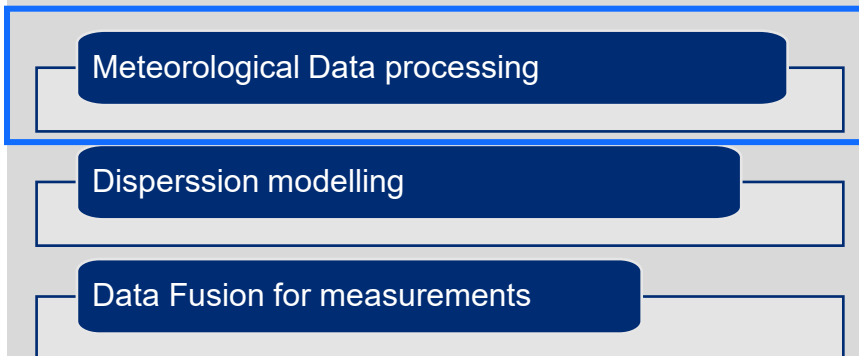 Meteorological Data processing
Disperssion modelling
Data Fusion for measurements